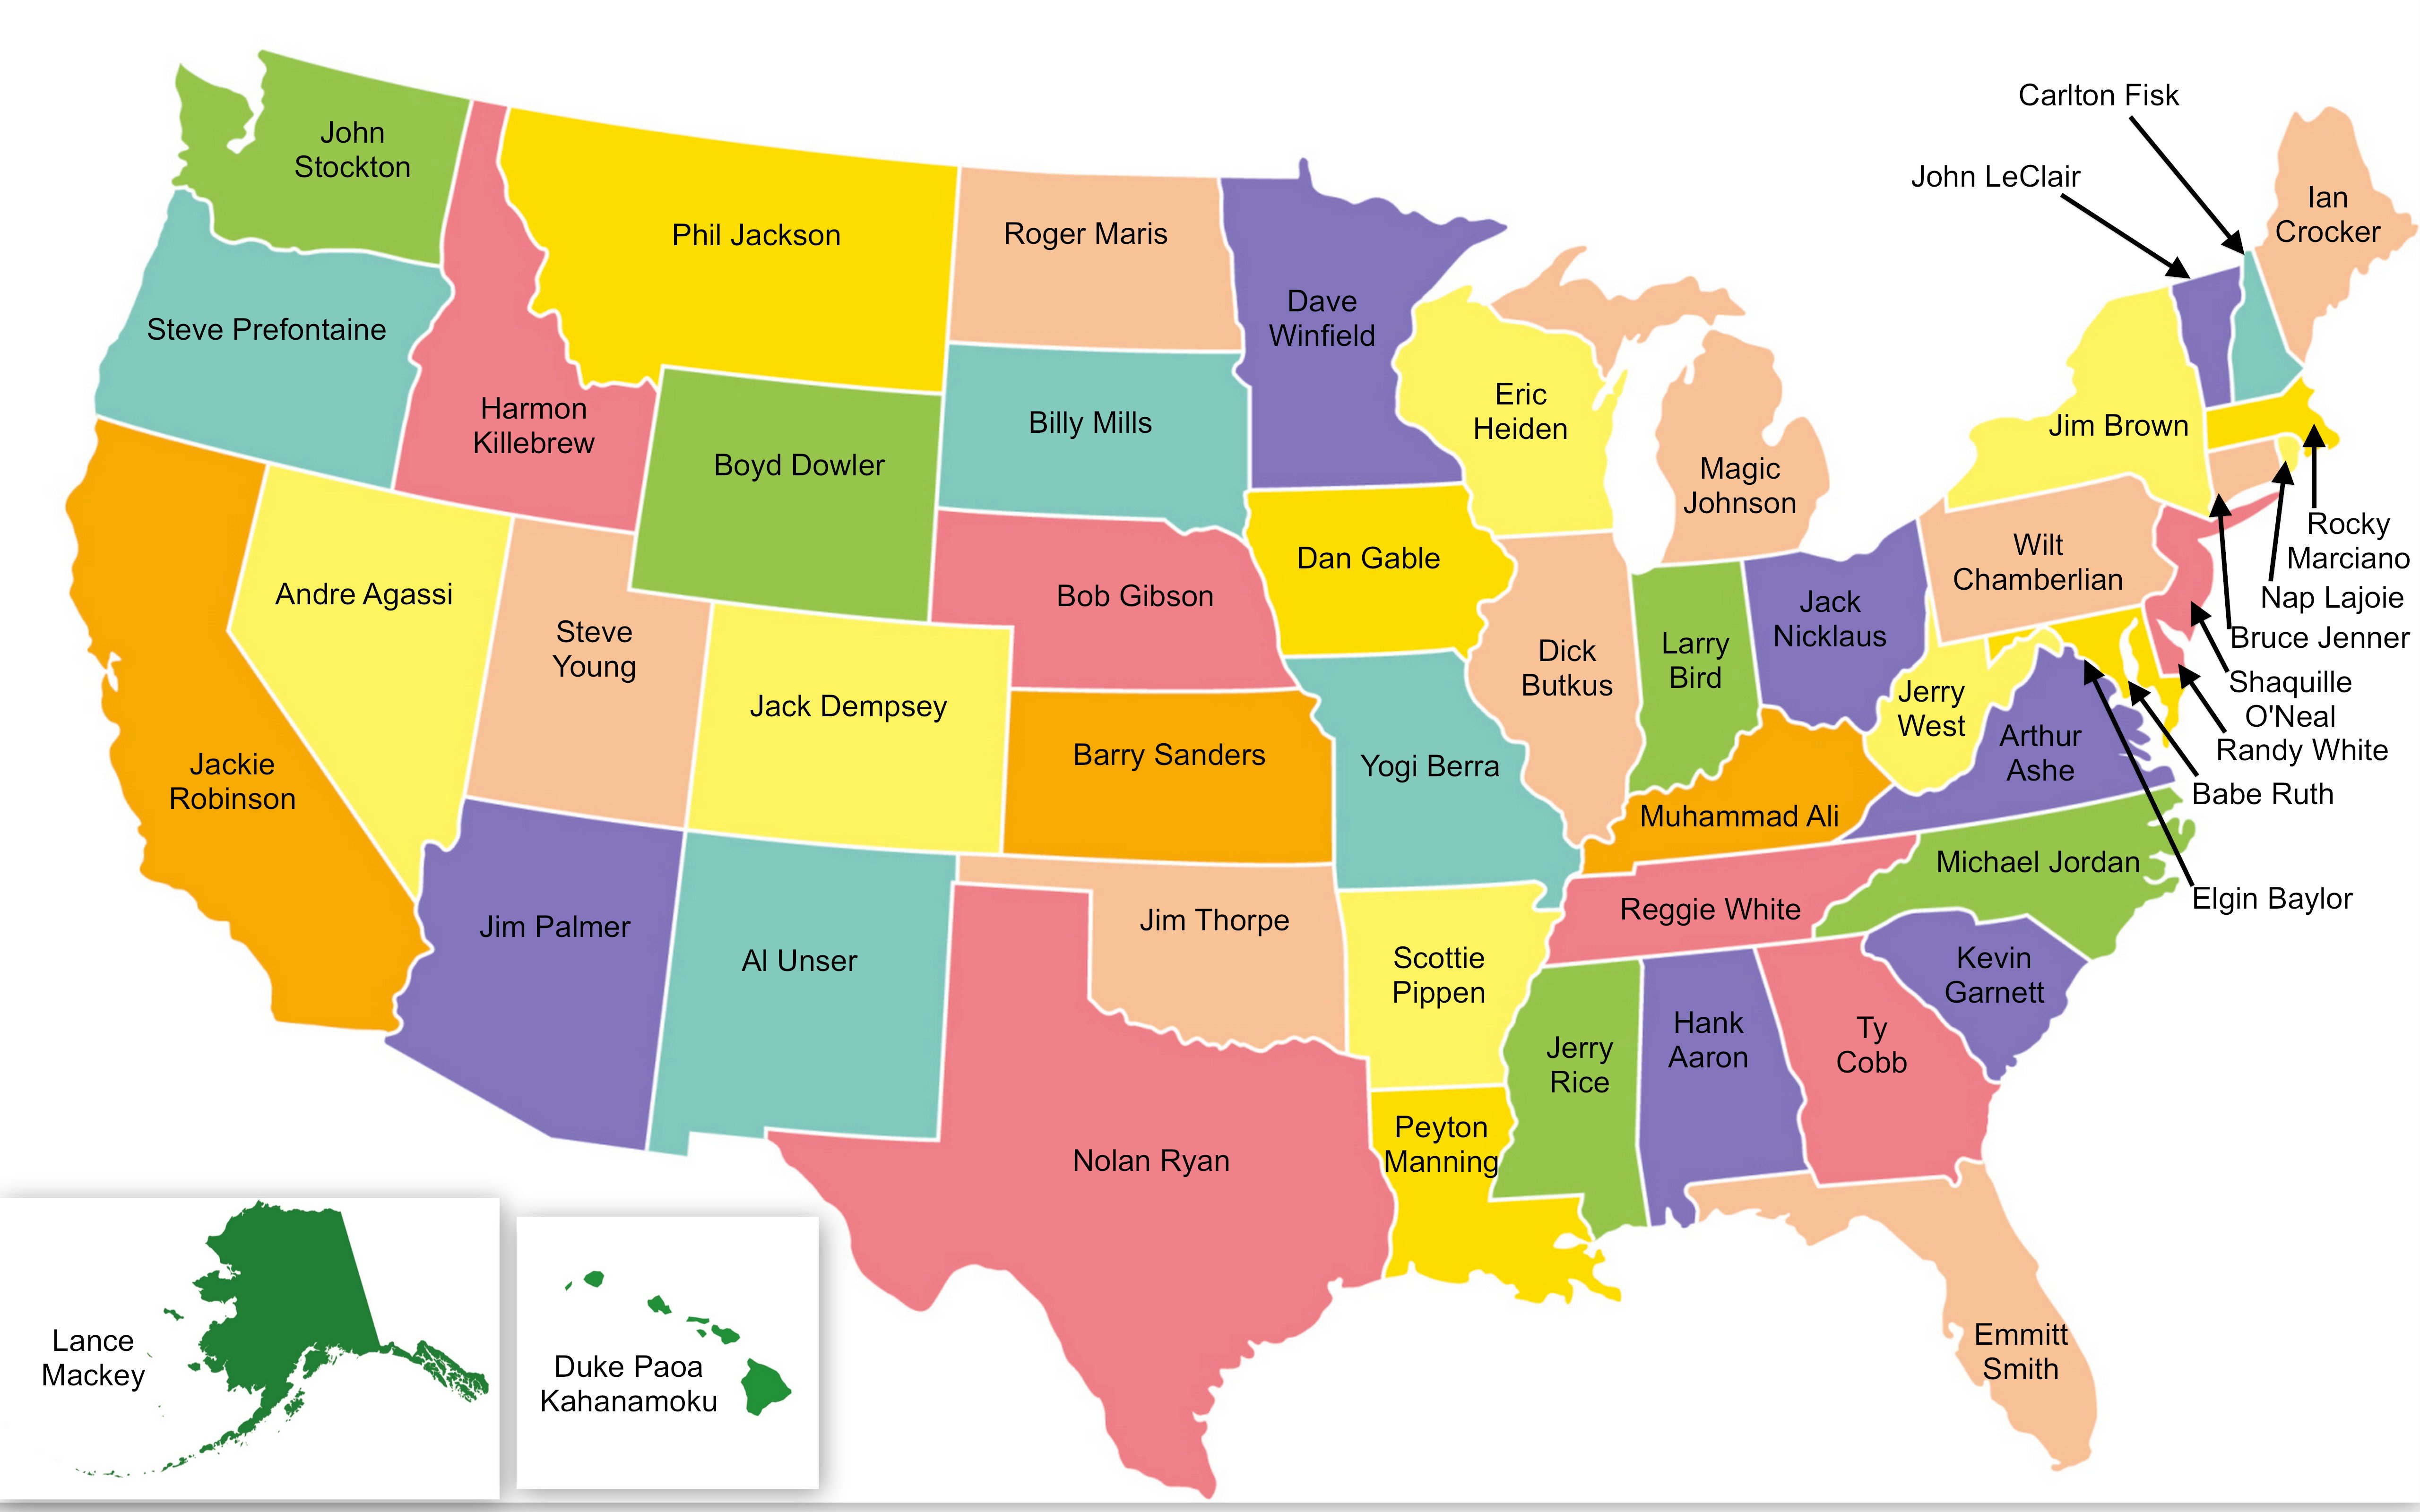 Carlton Fisk
John LeClair
Ian
Crocker
John
Stockton
Phil Jackson
Roger Maris
Dave
Winfield
Steve Prefontaine
Harmon
Killebrew
Billy Mills
Eric
Heiden
Magic
Johnson
Jim Brown
Boyd Dowler
Rocky
Marciano
Nap Lajoie
Bruce Jenner
Shaquille
O'Neal
Randy White
Babe Ruth
Elgin Baylor
Wilt
Chamberlian
Andre Agassi
Steve
Young
Bob Gibson
Dan Gable
Dick
Butkus
Larry
Bird
Jack
Nicklaus
Jerry
West
Arthur
Ashe
Jackie
Robinson
Jack Dempsey
Barry Sanders
Yogi Berra
Muhammad Ali
Michael Jordan
Jim Palmer
Al Unser
Jim Thorpe
Scottie
Pippen
Reggie White
Kevin
Garnett
Jerry
Rice
Hank
Aaron
Ty
Cobb
Nolan Ryan
Peyton
Manning
Emmitt
Smith
Lance
Mackey
Duke Paoa
Kahanamoku